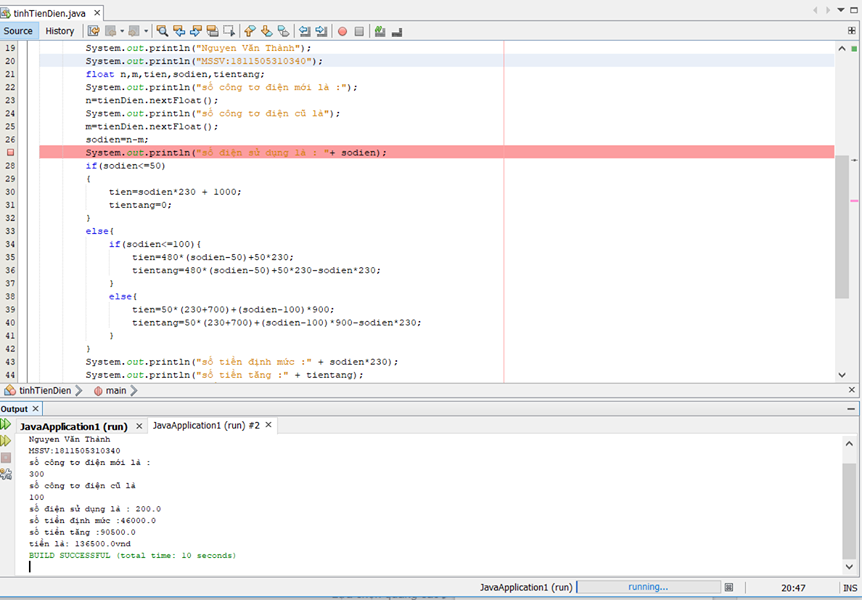 tinhTienDien.java
Source History
19 System.out.println("Nguyen Văn Thành");
20 System.out.println("MSSV:1811505310340");
21 float n,m,tien,sodien,tientang;
22 System.out.println("số công tơ điện mới là :");
23 n=tienDien.nextFloat();
24 System.out.println("số công tơ điện cũ là");
25 m=tienDien.nextFloat();
26 sodien=n-m;
System.out.println("số điện sử dụng là : "+ sodien);
28 if(sodien<=50)
29 {
30 tien=sodien*230 + 1000;
31 tientang=0;
32 }
33 else{
34 if(sodien<=100){
35 tien=480*(sodien-50)+50*230;
36 tientang=480*(sodien-50)+50*230-sodien*230;
37 }
38 else{
39 tien=50*(230+700)+(sodien-100)*900;
40 tientang=50*(230+700)+(sodien-100)*900-sodien*230;
41 }
42 }
43 System.out.println("số tiền định mức :" + sodien*230);
44 System.out.println("số tiền tăng :" + tientang);
tinhTienDien main
Output
JavaApplication1 (run) JavaApplication1 (run) #2
Nguyen Văn Thành
MSSV:1811505310340
số công tơ điện mới là :
300
số công tơ điện cũ là
100
số điện sử dụng là : 200.0
số tiền định mức :46000.0
số tiền tăng :90500.0
tiền là: 136500.0vnd
BUILD SUCCESSFUL (total time: 10 seconds)
JavaApplication1 (run) running... 20:47 INS